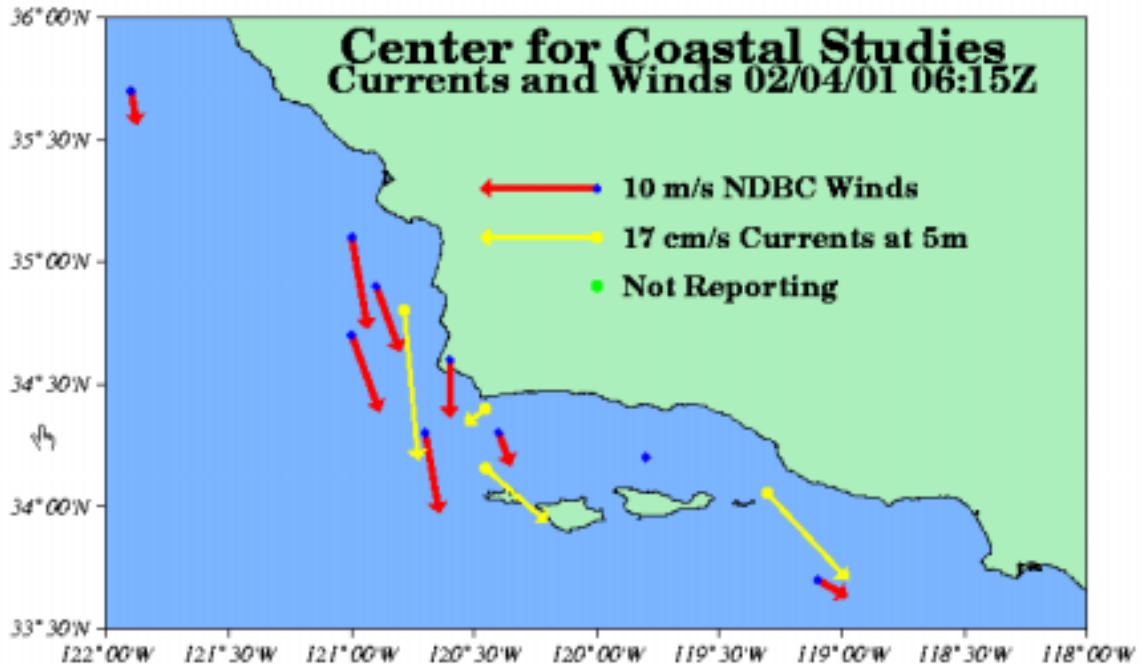 36°00'N
Center for Coastal Studies
Currents and Winds 02/04/01 06:15Z
35°30'N
10 m/s NDBC Winds
17 cm/s Currents at 5m
35°00'N
Not Reporting
34°30'N
34°00'N
33°30'N
122°00'W 121°30'W 121°00'W 120°30'W 120°00'W 119°30'W 119°00'W 118°30'W 118°00'W